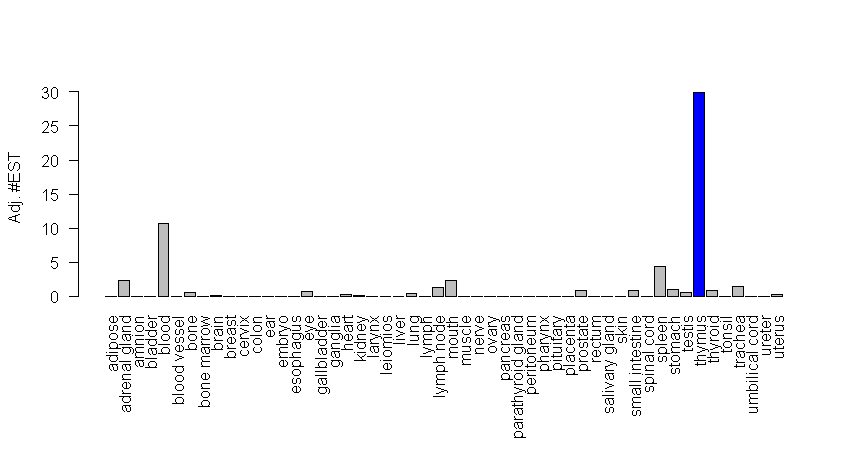 Adj. #EST
30
25
20
15
10
5
0
adipose
adrenal gland
amnion
bladder
blood
blood vessel
bone
bone marrow
brain
breast
cervix
colon
ear
embryo
esophagus
eye
gallbladder
ganglia
heart
kidney
larynx
leiomios
liver
lung
lymph
lymph node
mouth
muscle
nerve
ovary
pancreas
parathyroid gland
peritoneum
pharynx
pituitary
placenta
prostate
rectum
salivary gland
skin
small intestine
spinal cord
spleen
stomach
testis
thymus
thyroid
tonsil
trachea
umbilical cord
ureter
uterus